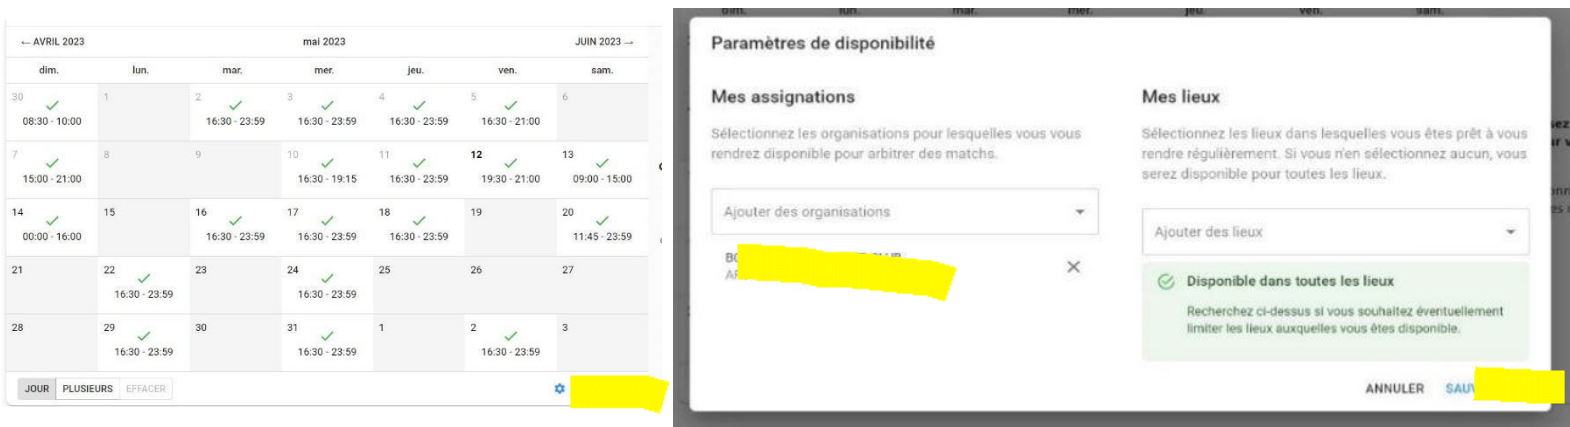 ← AVRIL 2023 mai 2023 JUIN 2023 →
dim. lun. mar. mer. jeu. ven. sam.
30 1 2 3 4 5 6
08:30 - 10:00 16:30 - 23:59 16:30 - 23:59 16:30 - 23:59 16:30 - 21:00
7 8 9 10 11 12 13
15:00 - 21:00 16:30 - 19:15 16:30 - 23:59 19:30 - 21:00 09:00 - 15:00
14 15 16 17 18 19 20
00:00 - 16:00 16:30 - 23:59 16:30 - 23:59 16:30 - 23:59 11:45 - 23:59
21 22 23 24 25 26 27
16:30 - 23:59 16:30 - 23:59
28 29 30 31 1 2 3
16:30 - 23:59 16:30 - 23:59 16:30 - 23:59
JOUR PLUSIEURS EFFACER
dim. lun. mar. mer. jeu. ven. sam.
Paramètres de disponibilité
Mes assignations
Sélectionnez les organisations pour lesquelles vous vous
rendrez disponible pour arbitrer des matchs.
Ajouter des organisations
Mes lieux
Sélectionnez les lieux dans lesquelles vous êtes prêt à vous
rendre régulièrement. Si vous n'en sélectionnez aucun, vous
serez disponible pour toutes les lieux.
Ajouter des lieux
Disponible dans toutes les lieux
Recherchez ci-dessus si vous souhaitez éventuellement
limiter les lieux auxquelles vous êtes disponible.
ANNULER